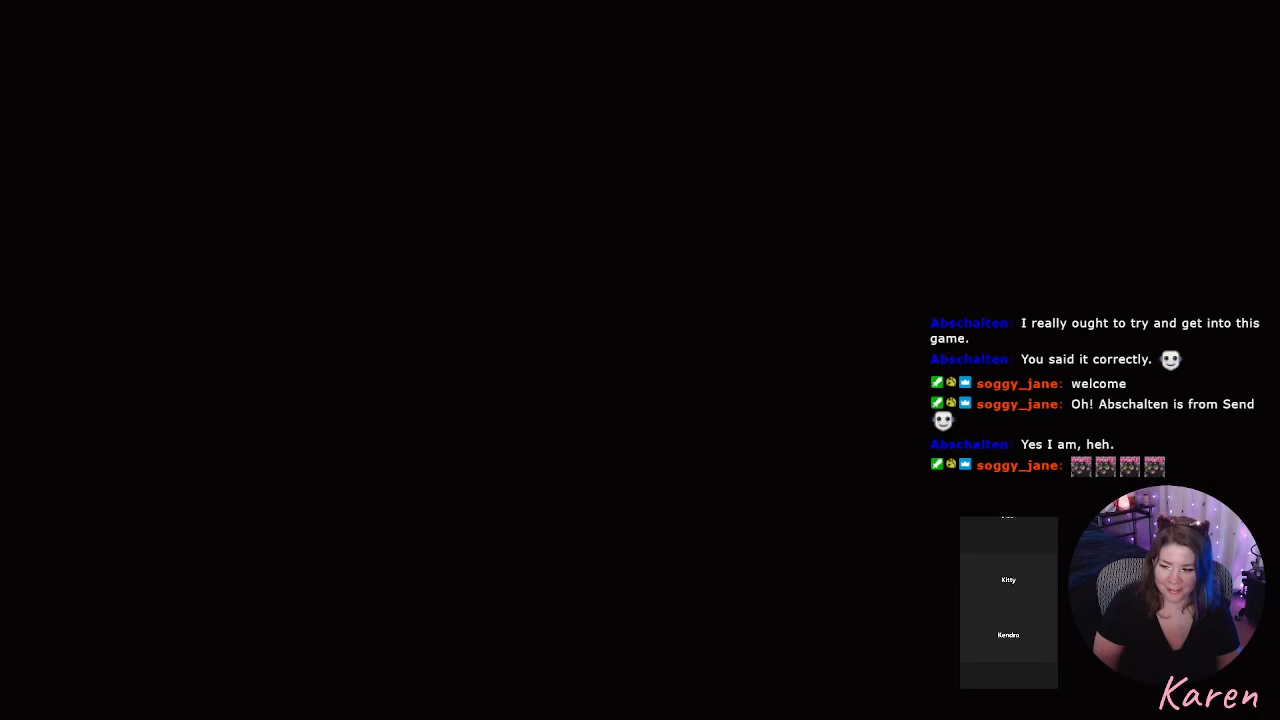 Abschalten: I really ought to try and get into this
game.
Abschalten: You said it correctly.
soggy_jane: welcome
soggy_jane: Oh! Abschalten is from Send
Abschalten: Yes I am, heh.
soggy_jane:
Kitty
Kendro
Karen